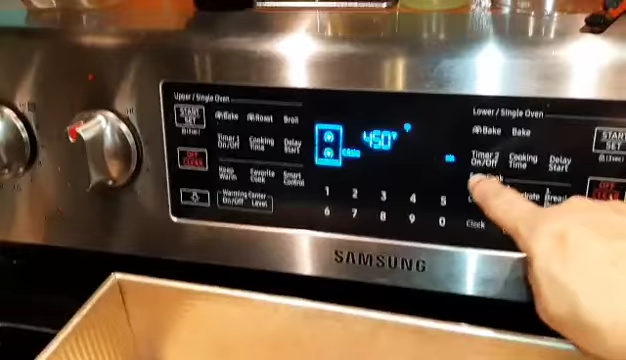 Upper / Single Oven
START
SET
Bake
Roast
Broil
Timer 1
On/Off
Cooking
Time
Delay
Start
OFF
CLEAR
Keep
Warm
Favorite
Cook
Smart
Control
Warming Center
On/Off
Level
450°F
1 2 3 4 5
6 7 8 9 0
Lower / Single Oven
Bake
Bake
START
SET
Timer 2
On/Off
Cooking
Time
Delay
Start
Bread
Clock
SAMSUNG